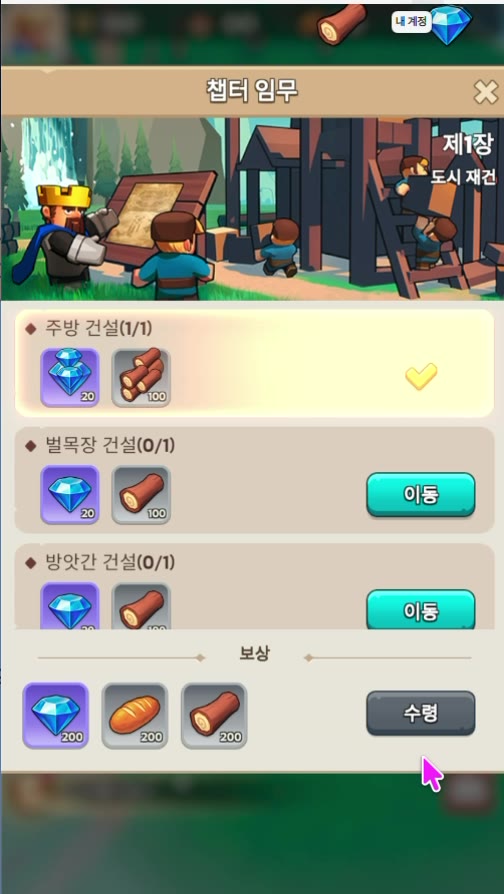 내 계정
챕터 임무
제1장
도시 재건
주방 건설(1/1)
20
100
벌목장 건설(0/1)
20
100
이동
방앗간 건설(0/1)
이동
보상
200
200
200
수령